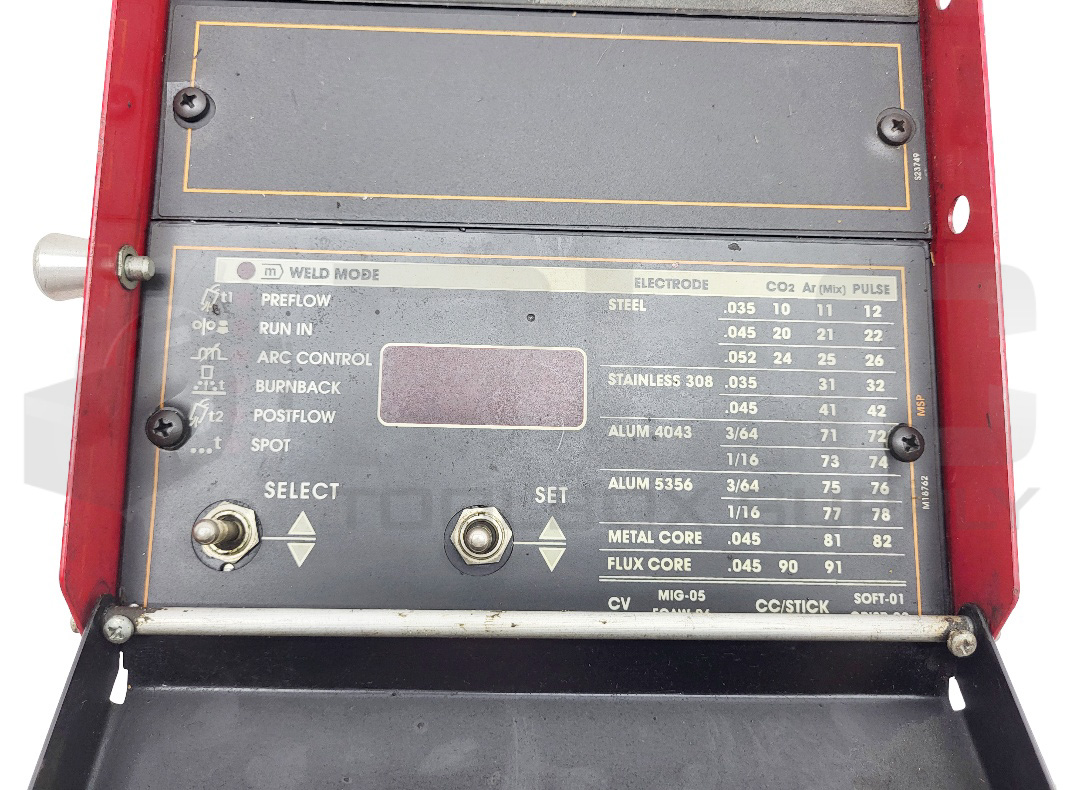 S23749
m WELD MODE
t1 PREFLOW
RUN IN
ARC CONTROL
t BURNBACK
t2 POSTFLOW
...t SPOT
SELECT
SET
ELECTRODE CO2 Ar (Mix) PULSE
STEEL .035 10 11 12
.045 20 21 22
.052 24 25 26
STAINLESS 308 .035 31 32
.045 41 42
ALUM 4043 3/64 71 72
1/16 73 74
ALUM 5356 3/64 75 76
1/16 77 78
METAL CORE .045 81 82
FLUX CORE .045 90 91
CV MIG-05 CC/STICK SOFT-01
MSP
M18762